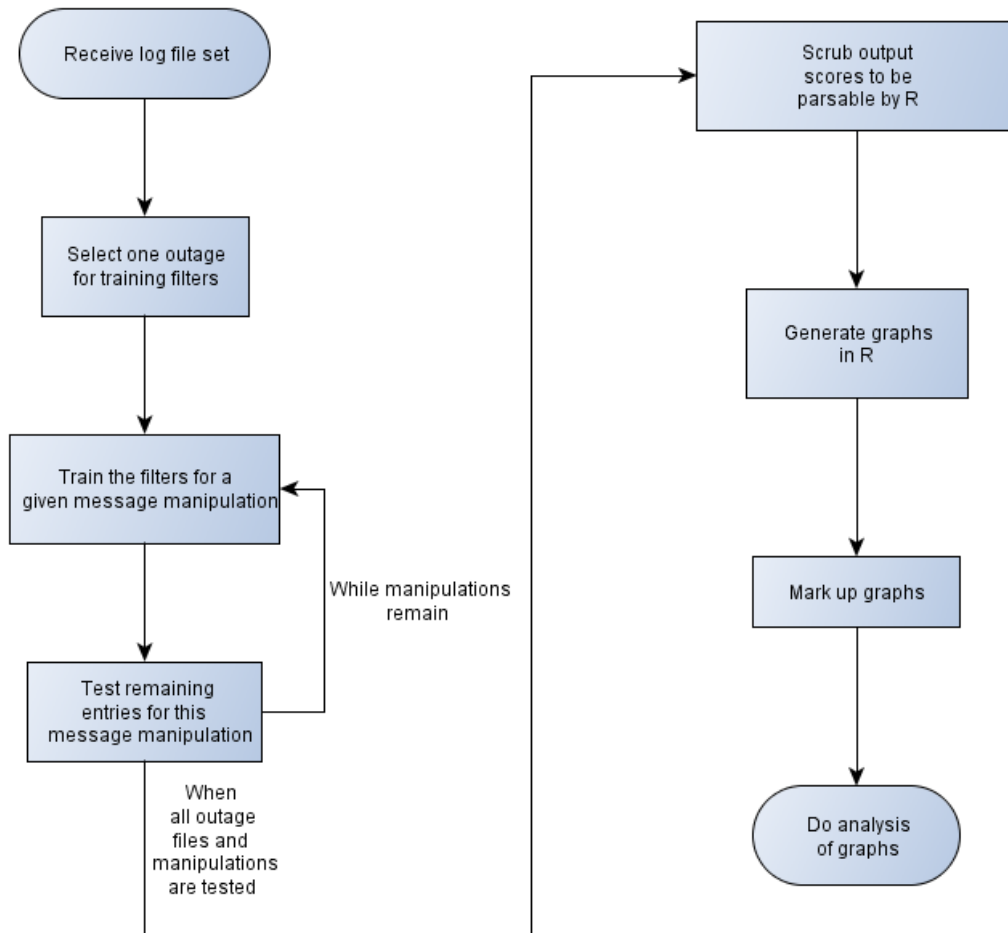 Receive log file set
Select one outage
for training filters
Train the filters for a
given message manipulation
While manipulations
remain
Test remaining
entries for this
message manipulation
When
all outage
files and
manipulations
are tested
Scrub output
scores to be
parsable by R
Generate graphs
in R
Mark up graphs
Do analysis
of graphs